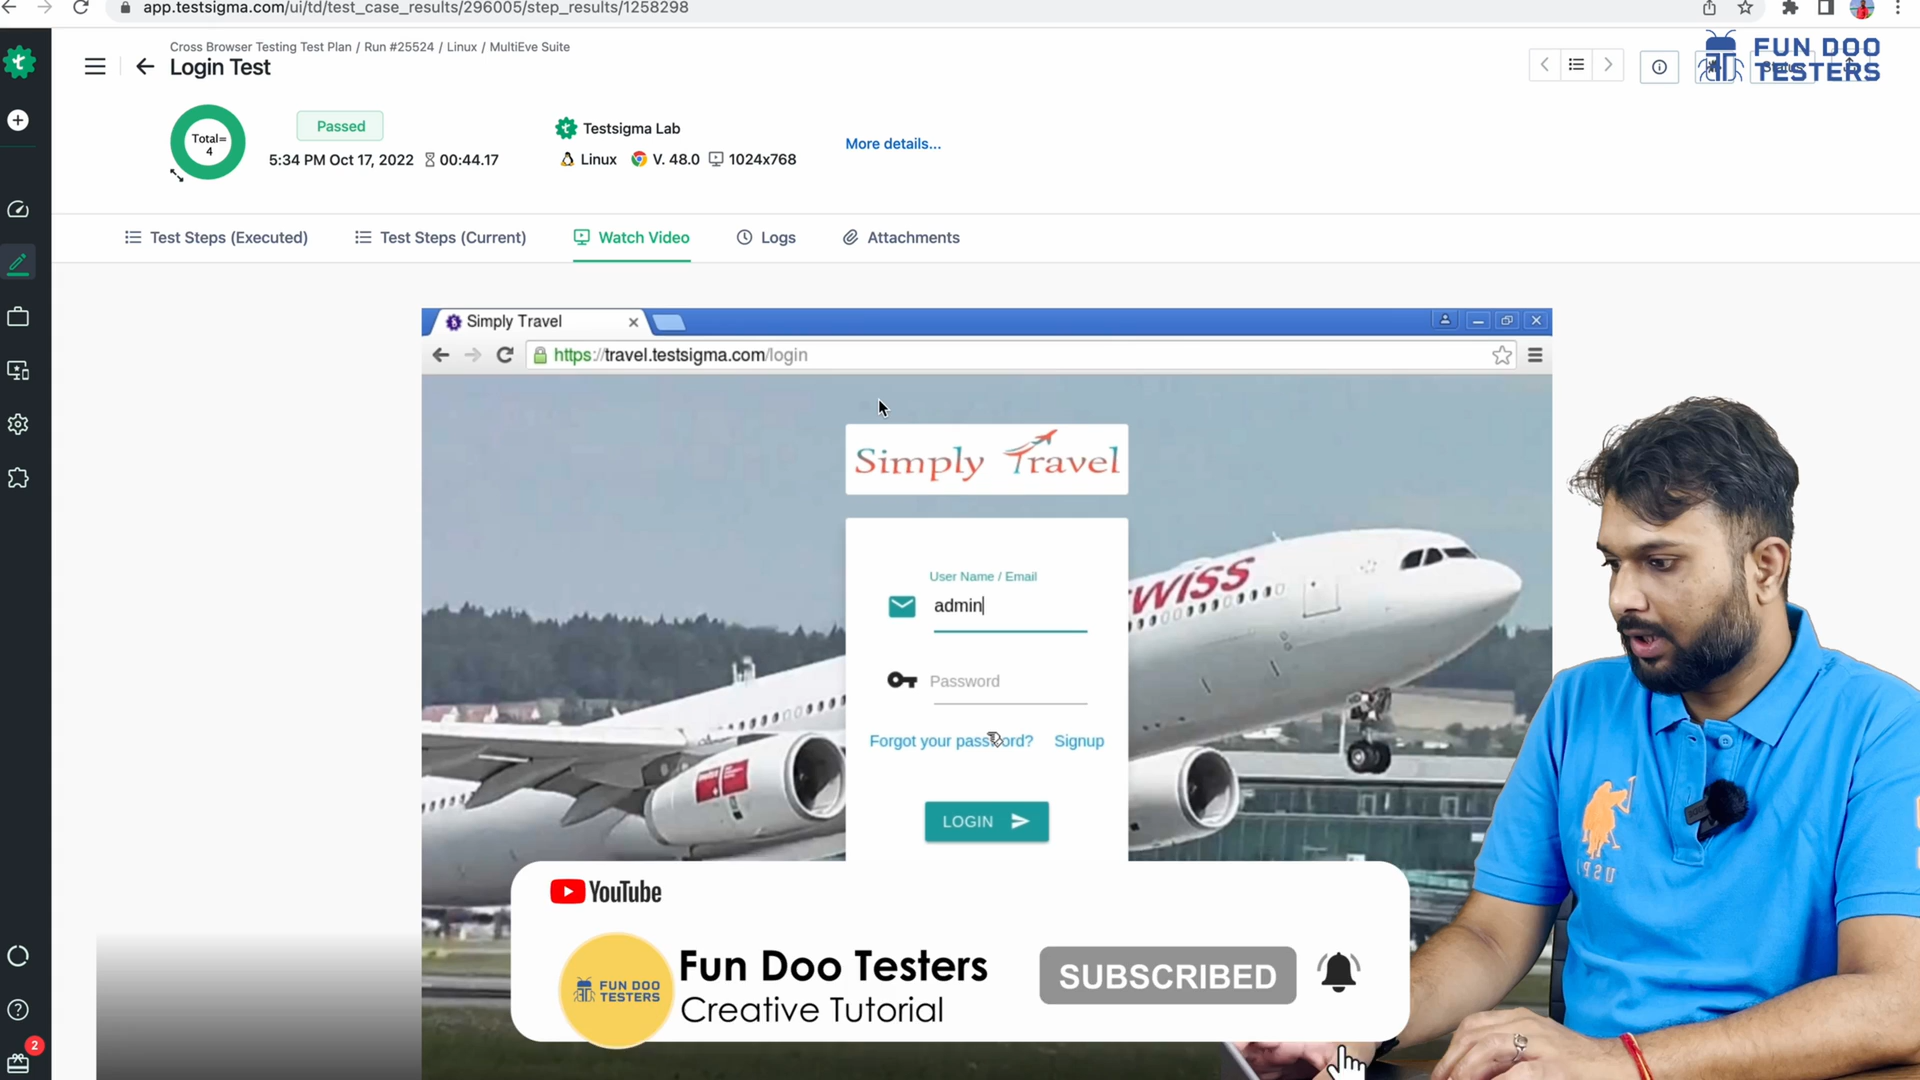 app.testsigma.com/ui/td/test_case_results/296005/step_results/1258298
Cross Browser Testing Test Plan / Run #25524 / Linux / MultiEve Suite
Login Test
FUN DOO
TESTERS
Total=
4
Passed
5:34 PM Oct 17, 2022
00:44.17
Testsigma Lab
Linux
V. 48.0
1024x768
More details...
Test Steps (Executed)
Test Steps (Current)
Watch Video
Logs
Attachments
Simply Travel
https://travel.testsigma.com/login
Simply Travel
User Name / Email
admin
Password
Forgot your password?
Signup
LOGIN
YouTube
FUN DOO
TESTERS
Fun Doo Testers
Creative Tutorial
SUBSCRIBED
2